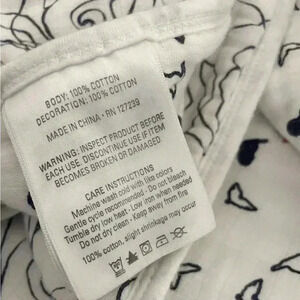 BODY: 100% COTTON
DECORATION: 100% COTTON
MADE IN CHINA • RN 127239
WARNING: INSPECT PRODUCT BEFORE
EACH USE. DISCONTINUE USE IF ITEM
BECOMES BROKEN OR DAMAGED
CARE INSTRUCTIONS
Machine wash cold with like colors
Gentle cycle recommended - Do not bleach
Tumble dry low heat - Low iron when needed
Do not dry clean - Keep away from fire
100% cotton, slight shrinkage may occur